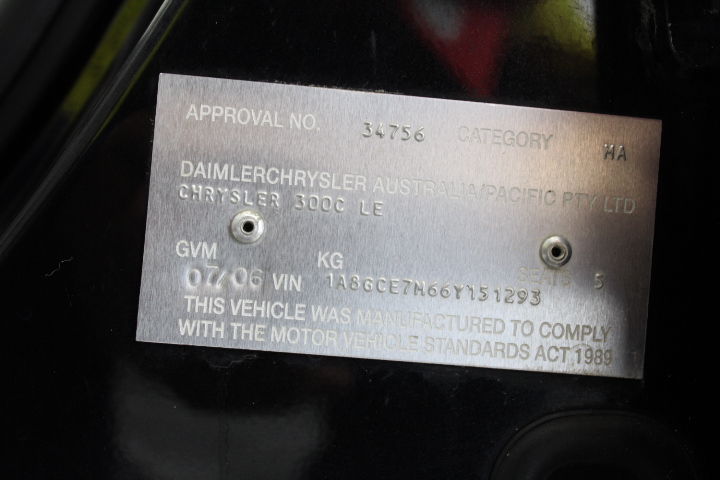 APPROVAL NO. 34756 CATEGORY MA
DAIMLERCHRYSLER AUSTRALIA/PACIFIC PTY LTD
CHRYSLER 300C LE
GVM KG SEATS 5
07/06 VIN 1A8GCE7M66Y151293
THIS VEHICLE WAS MANUFACTURED TO COMPLY
WITH THE MOTOR VEHICLE STANDARDS ACT 1989